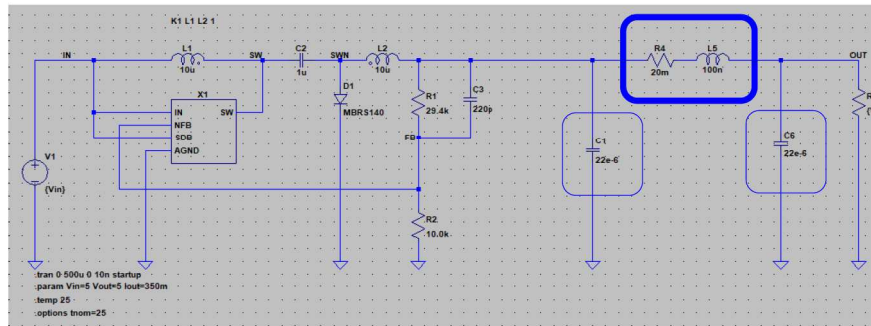 K1 L1 L2 1
IN
L1
10u
SW
C2
1u
SWN
L2
10u
R4
20m
L5
100n
OUT
X1
IN
NFB
SDB
AGND
SW
D1
MBRS140
R1
29.4k
C3
220p
FB
C1
22e-6
C6
22e-6
V1
{Vin}
R2
10.0k
.tran 0 500u 0 10n startup
.param Vin=5 Vout=5 Iout=350m
.temp 25
.options tnom=25